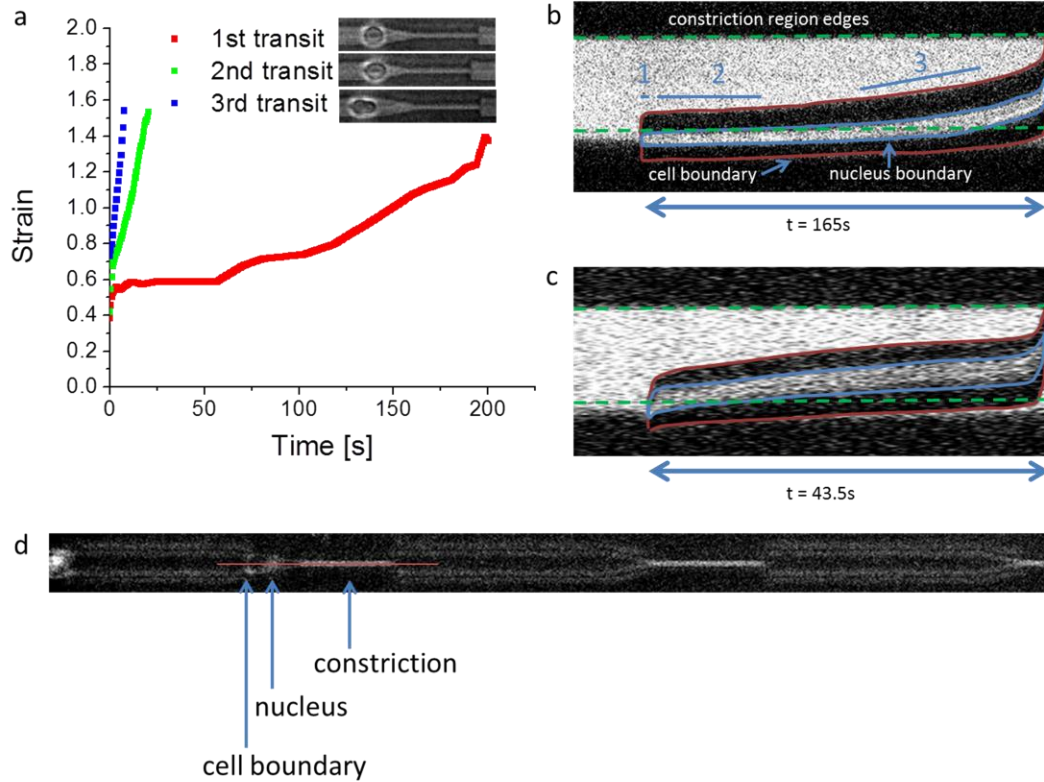 a
1st transit
2nd transit
3rd transit
2.0
1.8
1.6
1.4
1.2
1.0
0.8
0.6
0.4
0.2
0.0
Strain
0
50
100
150
200
Time [s]
b
constriction region edges
1
2
3
cell boundary
nucleus boundary
t = 165s
c
t = 43.5s
d
constriction
nucleus
cell boundary